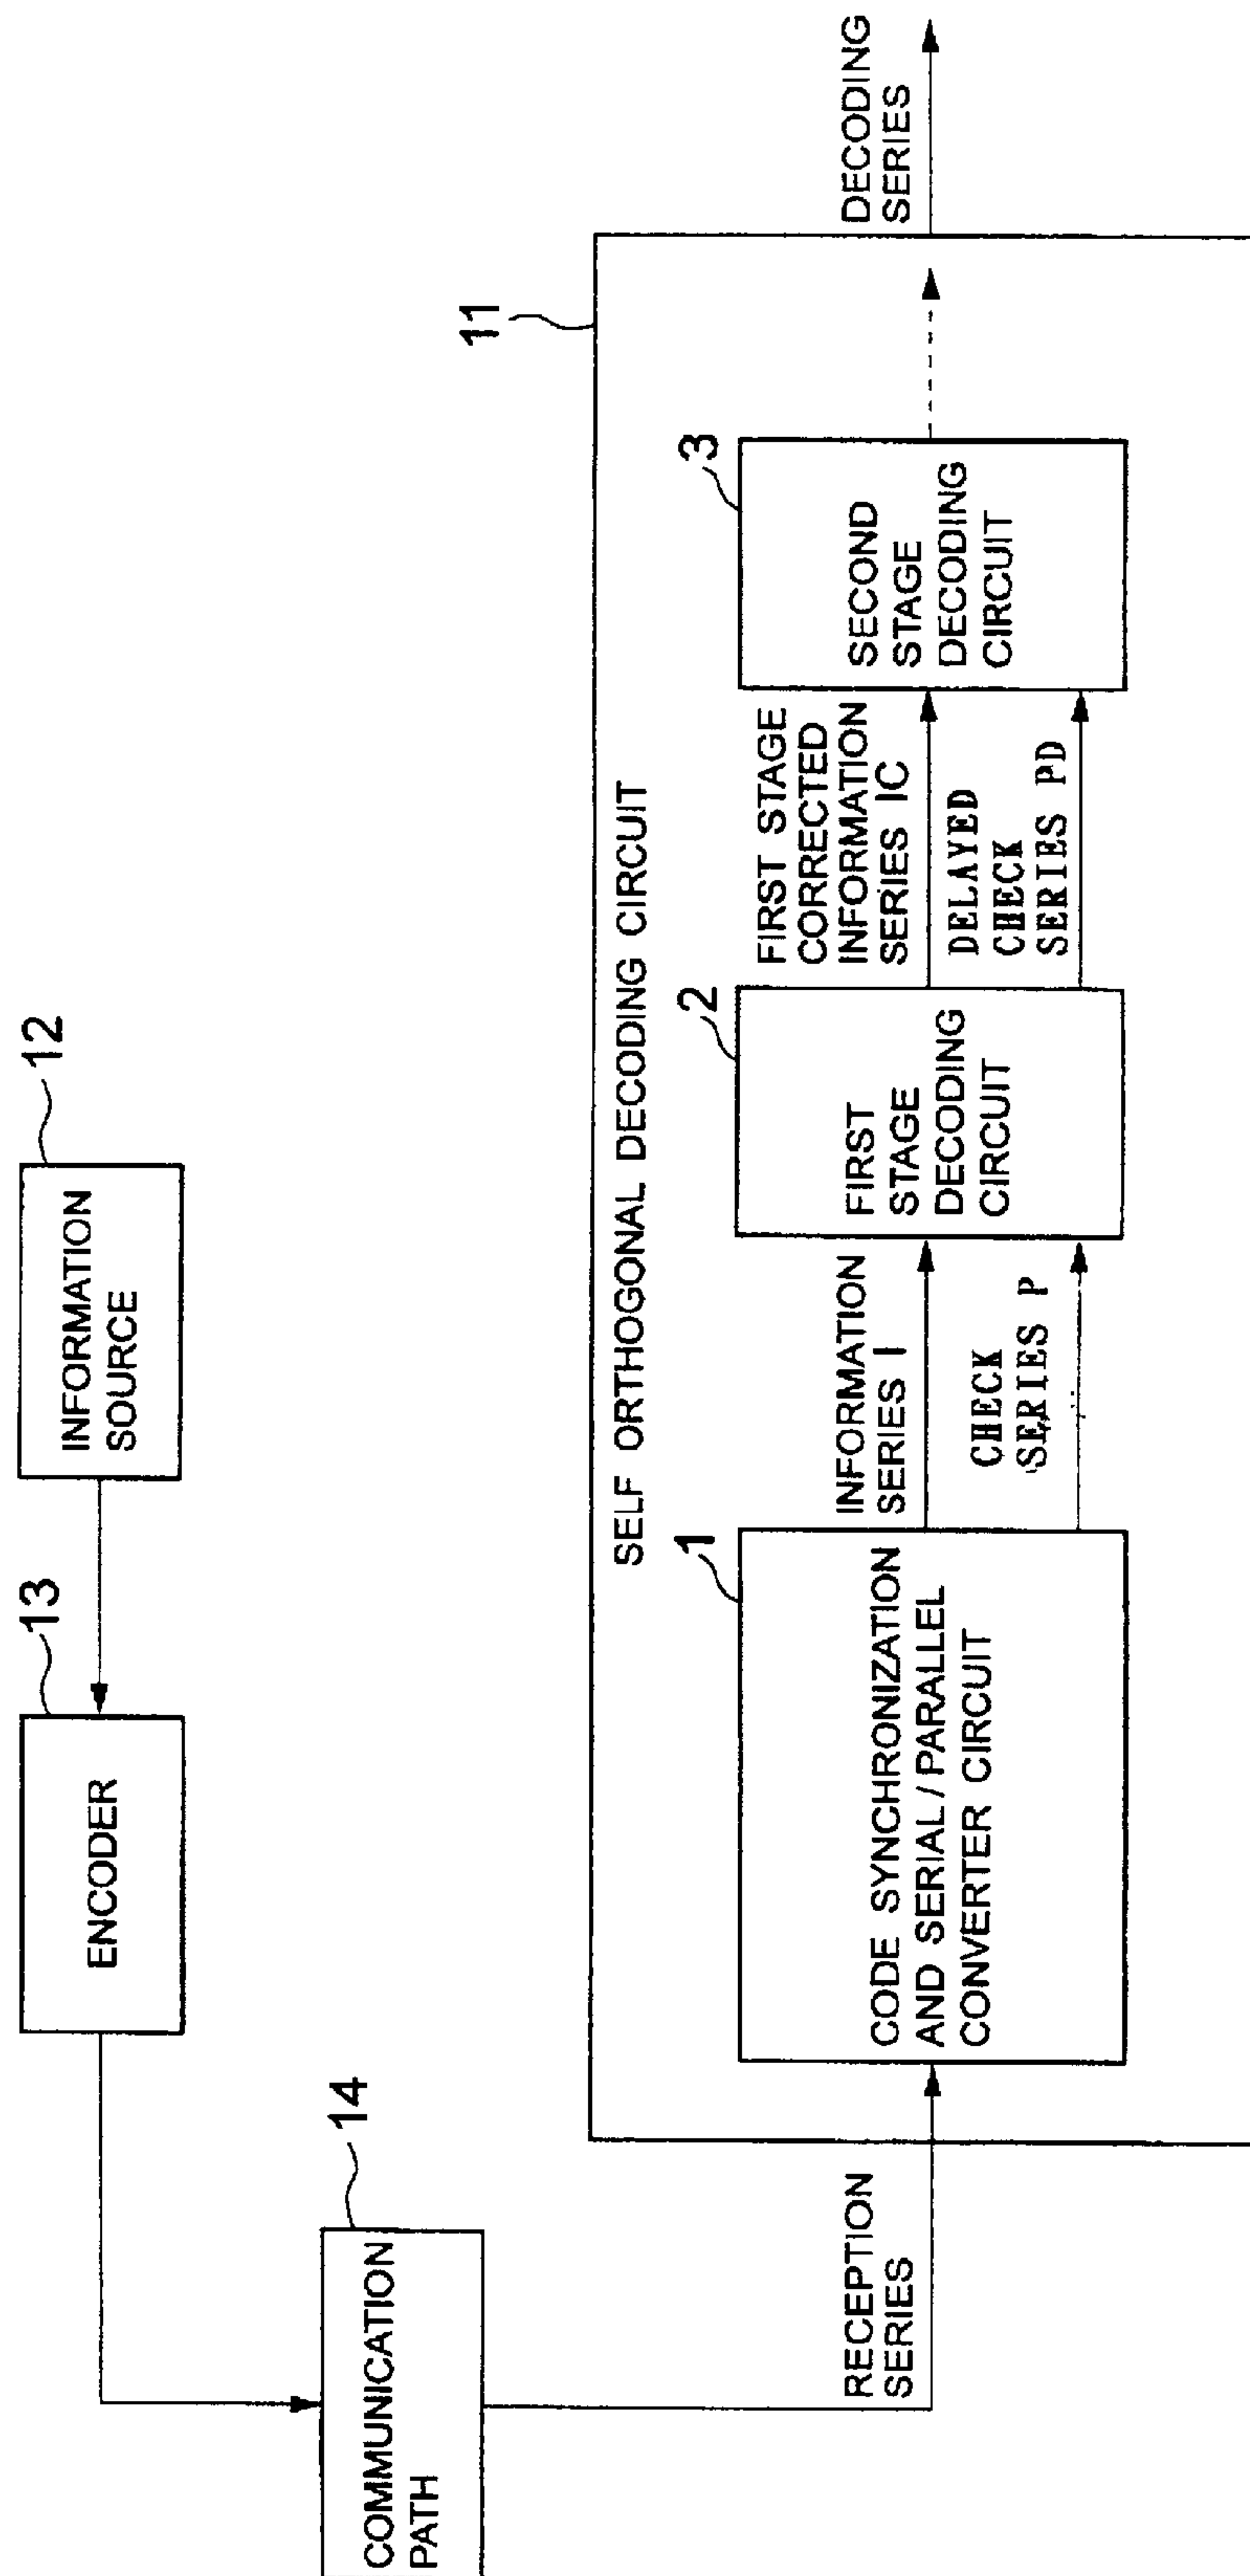 12
INFORMATION
SOURCE
13
ENCODER
14
COMMUNICATION
PATH
RECEPTION
SERIES
11
SELF ORTHOGONAL DECODING CIRCUIT
1
CODE SYNCHRONIZATION
AND SERIAL/PARALLEL
CONVERTER CIRCUIT
INFORMATION
SERIES I
CHECK
SERIES P
2
FIRST
STAGE
DECODING
CIRCUIT
FIRST STAGE
CORRECTED
INFORMATION
SERIES IC
DELAYED
CHECK
SERIES PD
3
SECOND
STAGE
DECODING
CIRCUIT
DECODING
SERIES